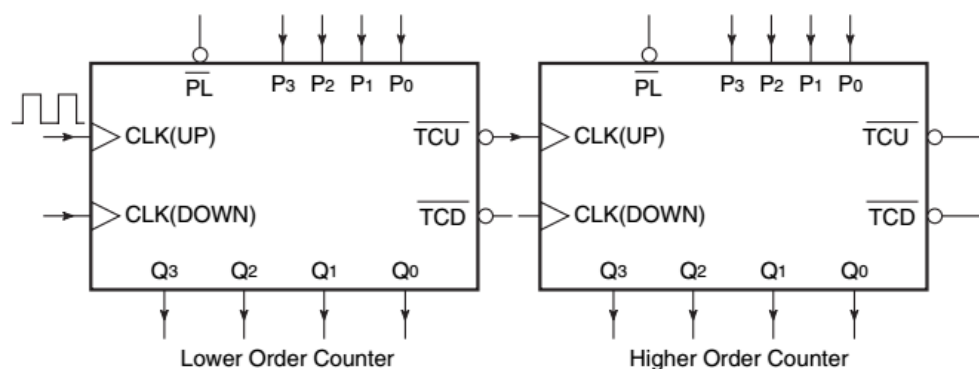 PL P3 P2 P1 P0 PL P3 P2 P1 P0
CLK(UP) TCU CLK(UP) TCU
CLK(DOWN) TCD CLK(DOWN) TCD
Q3 Q2 Q1 Q0 Q3 Q2 Q1 Q0
Lower Order Counter Higher Order Counter